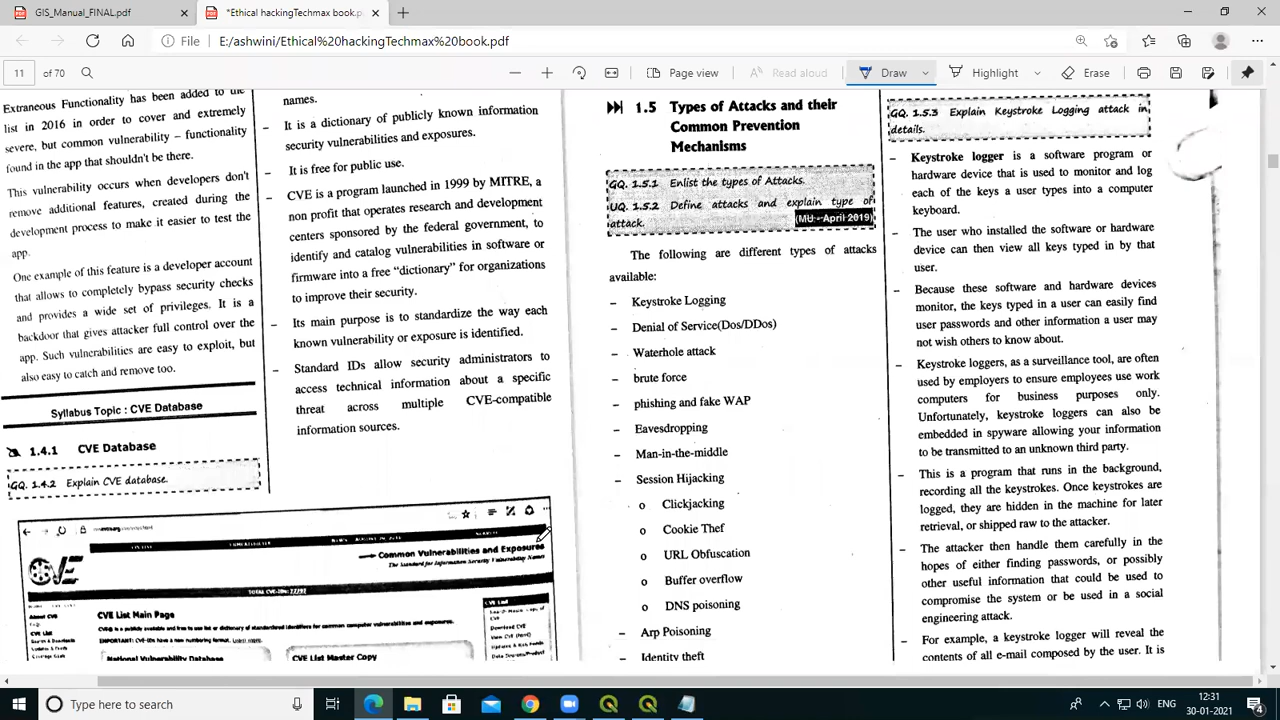 GIS_Manual_FINAL.pdf
*Ethical hackingTechmax book.p
File
E:/ashwini/Ethical%20hackingTechmax%20book.pdf
11 of 70
Page view
Read aloud
Draw
Highlight
Erase
Extraneous Functionality has been added to the
list in 2016 in order to cover and extremely
severe, but common vulnerability – functionality
found in the app that shouldn't be there.
This vulnerability occurs when developers don't
remove additional features, created during the
development process to make it easier to test the
app.
One example of this feature is a developer account
that allows to completely bypass security checks
and provides a wide set of privileges. It is a
backdoor that gives attacker full control over the
app. Such vulnerabilities are easy to exploit, but
also easy to catch and remove too.
Syllabus Topic : CVE Database
1.4.1 CVE Database
GQ. 1.4.2 Explain CVE database.
names.
– It is a dictionary of publicly known information
security vulnerabilities and exposures.
– It is free for public use.
– CVE is a program launched in 1999 by MITRE, a
non profit that operates research and development
centers sponsored by the federal government, to
identify and catalog vulnerabilities in software or
firmware into a free “dictionary” for organizations
to improve their security.
– Its main purpose is to standardize the way each
known vulnerability or exposure is identified.
– Standard IDs allow security administrators to
access technical information about a specific
threat across multiple CVE-compatible
information sources.
CVE
Common Vulnerabilities and Exposures
The Standard for Information Security Vulnerability Names
TOTAL CVE-IDs:
CVE List Main Page
National Vulnerability Database
CVE List Master Copy
CVE List
About CVE
CVE List
Download CVE
1.5 Types of Attacks and their
Common Prevention
Mechanisms
GQ. 1.5.1 Enlist the types of Attacks.
UQ. 1.5.2 Define attacks and explain type of
attack. (MU - April 2019)
The following are different types of attacks
available:
– Keystroke Logging
– Denial of Service(Dos/DDos)
– Waterhole attack
– brute force
– phishing and fake WAP
– Eavesdropping
– Man-in-the-middle
– Session Hijacking
o Clickjacking
o Cookie Thef
o URL Obfuscation
o Buffer overflow
o DNS poisoning
– Arp Poisoning
– Identity theft
GQ. 1.5.3 Explain Keystroke Logging attack in
details.
– Keystroke logger is a software program or
hardware device that is used to monitor and log
each of the keys a user types into a computer
keyboard.
– The user who installed the software or hardware
device can then view all keys typed in by that
user.
– Because these software and hardware devices
monitor, the keys typed in a user can easily find
user passwords and other information a user may
not wish others to know about.
– Keystroke loggers, as a surveillance tool, are often
used by employers to ensure employees use work
computers for business purposes only.
Unfortunately, keystroke loggers can also be
embedded in spyware allowing your information
to be transmitted to an unknown third party.
– This is a program that runs in the background,
recording all the keystrokes. Once keystrokes are
logged, they are hidden in the machine for later
retrieval, or shipped raw to the attacker.
– The attacker then handle them carefully in the
hopes of either finding passwords, or possibly
other useful information that could be used to
compromise the system or be used in a social
engineering attack.
– For example, a keystroke logger will reveal the
contents of all e-mail composed by the user. It is
Type here to search
ENG
12:31
30-01-2021
4